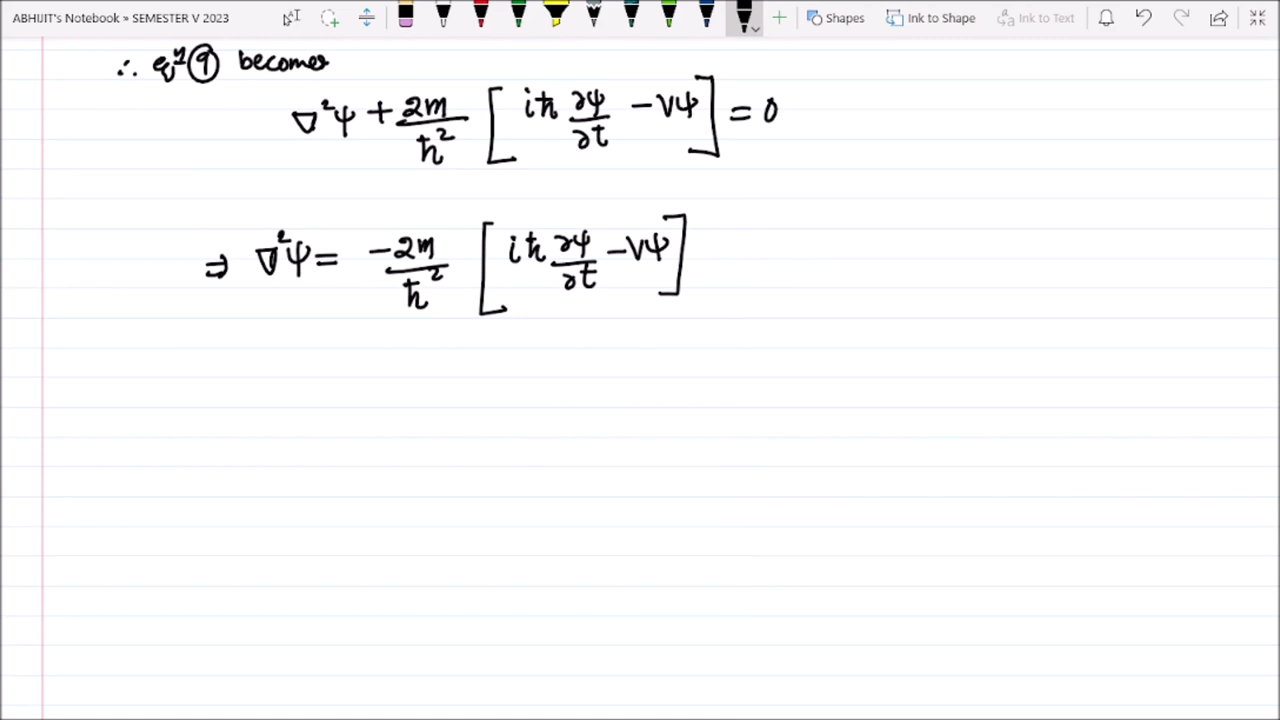 ABHIJIT's Notebook » SEMESTER V 2023
Shapes
Ink to Shape
Ink to Text
∴ eqⁿ ⑨ becomes
∇²ψ + 2m/ħ² [ iħ ∂ψ/∂t − Vψ ] = 0
⇒ ∇²ψ = −2m/ħ² [ iħ ∂ψ/∂t − Vψ ]